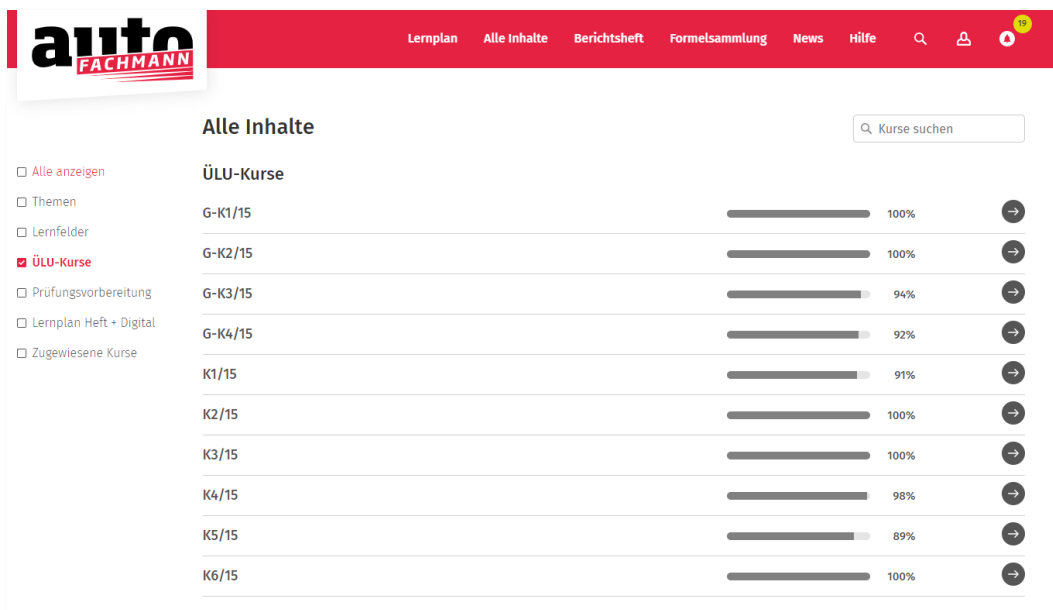 auto
FACHMANN
Lernplan Alle Inhalte Berichtsheft Formelsammlung News Hilfe 19
Alle Inhalte
Kurse suchen
Alle anzeigen
Themen
Lernfelder
ÜLU-Kurse
Prüfungsvorbereitung
Lernplan Heft + Digital
Zugewiesene Kurse
ÜLU-Kurse
G-K1/15 100%
G-K2/15 100%
G-K3/15 94%
G-K4/15 92%
K1/15 91%
K2/15 100%
K3/15 100%
K4/15 98%
K5/15 89%
K6/15 100%